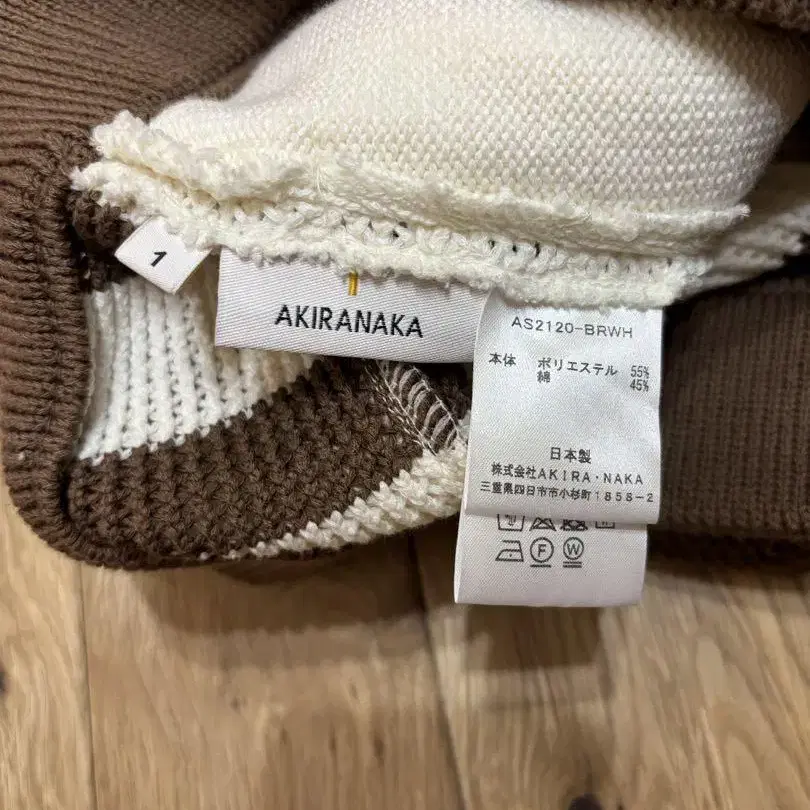 1
AKIRANAKA
AS2120-BRWH
本体 ポリエステル 55%
綿 45%
日本製
株式会社AKIRA・NAKA
三重県四日市市小杉町1858-2
F W